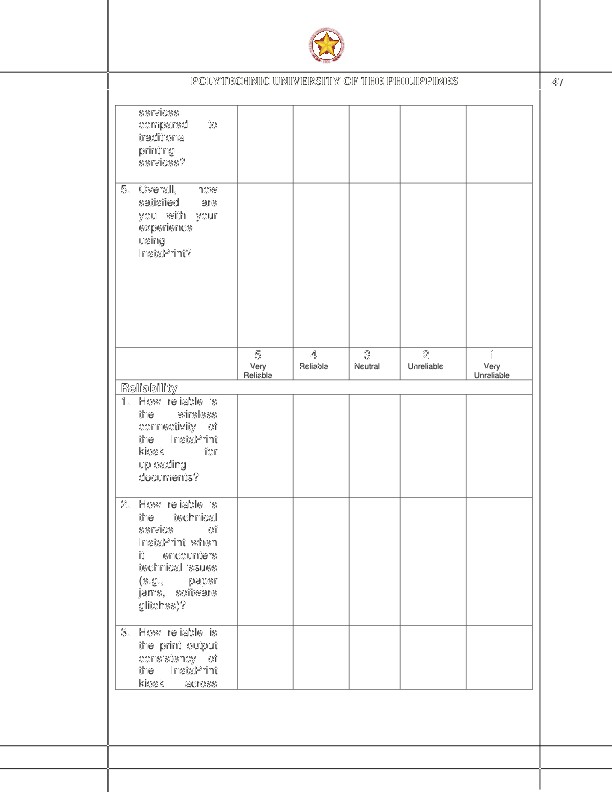 POLYTECHNIC UNIVERSITY OF THE PHILIPPINES
47
services
compared to
traditional
printing
services?
5. Overall, how
satisfied are
you with your
experience
using
InstaPrint?
5 4 3 2 1
Very Reliable Neutral Unreliable Very
Reliable Unreliable
Reliability
1. How reliable is
the wireless
connectivity of
the InstaPrint
kiosk for
uploading
documents?
2. How reliable is
the technical
service of
InstaPrint when
it encounters
technical issues
(e.g., paper
jams, software
glitches)?
3. How reliable is
the print output
consistency of
the InstaPrint
kiosk across